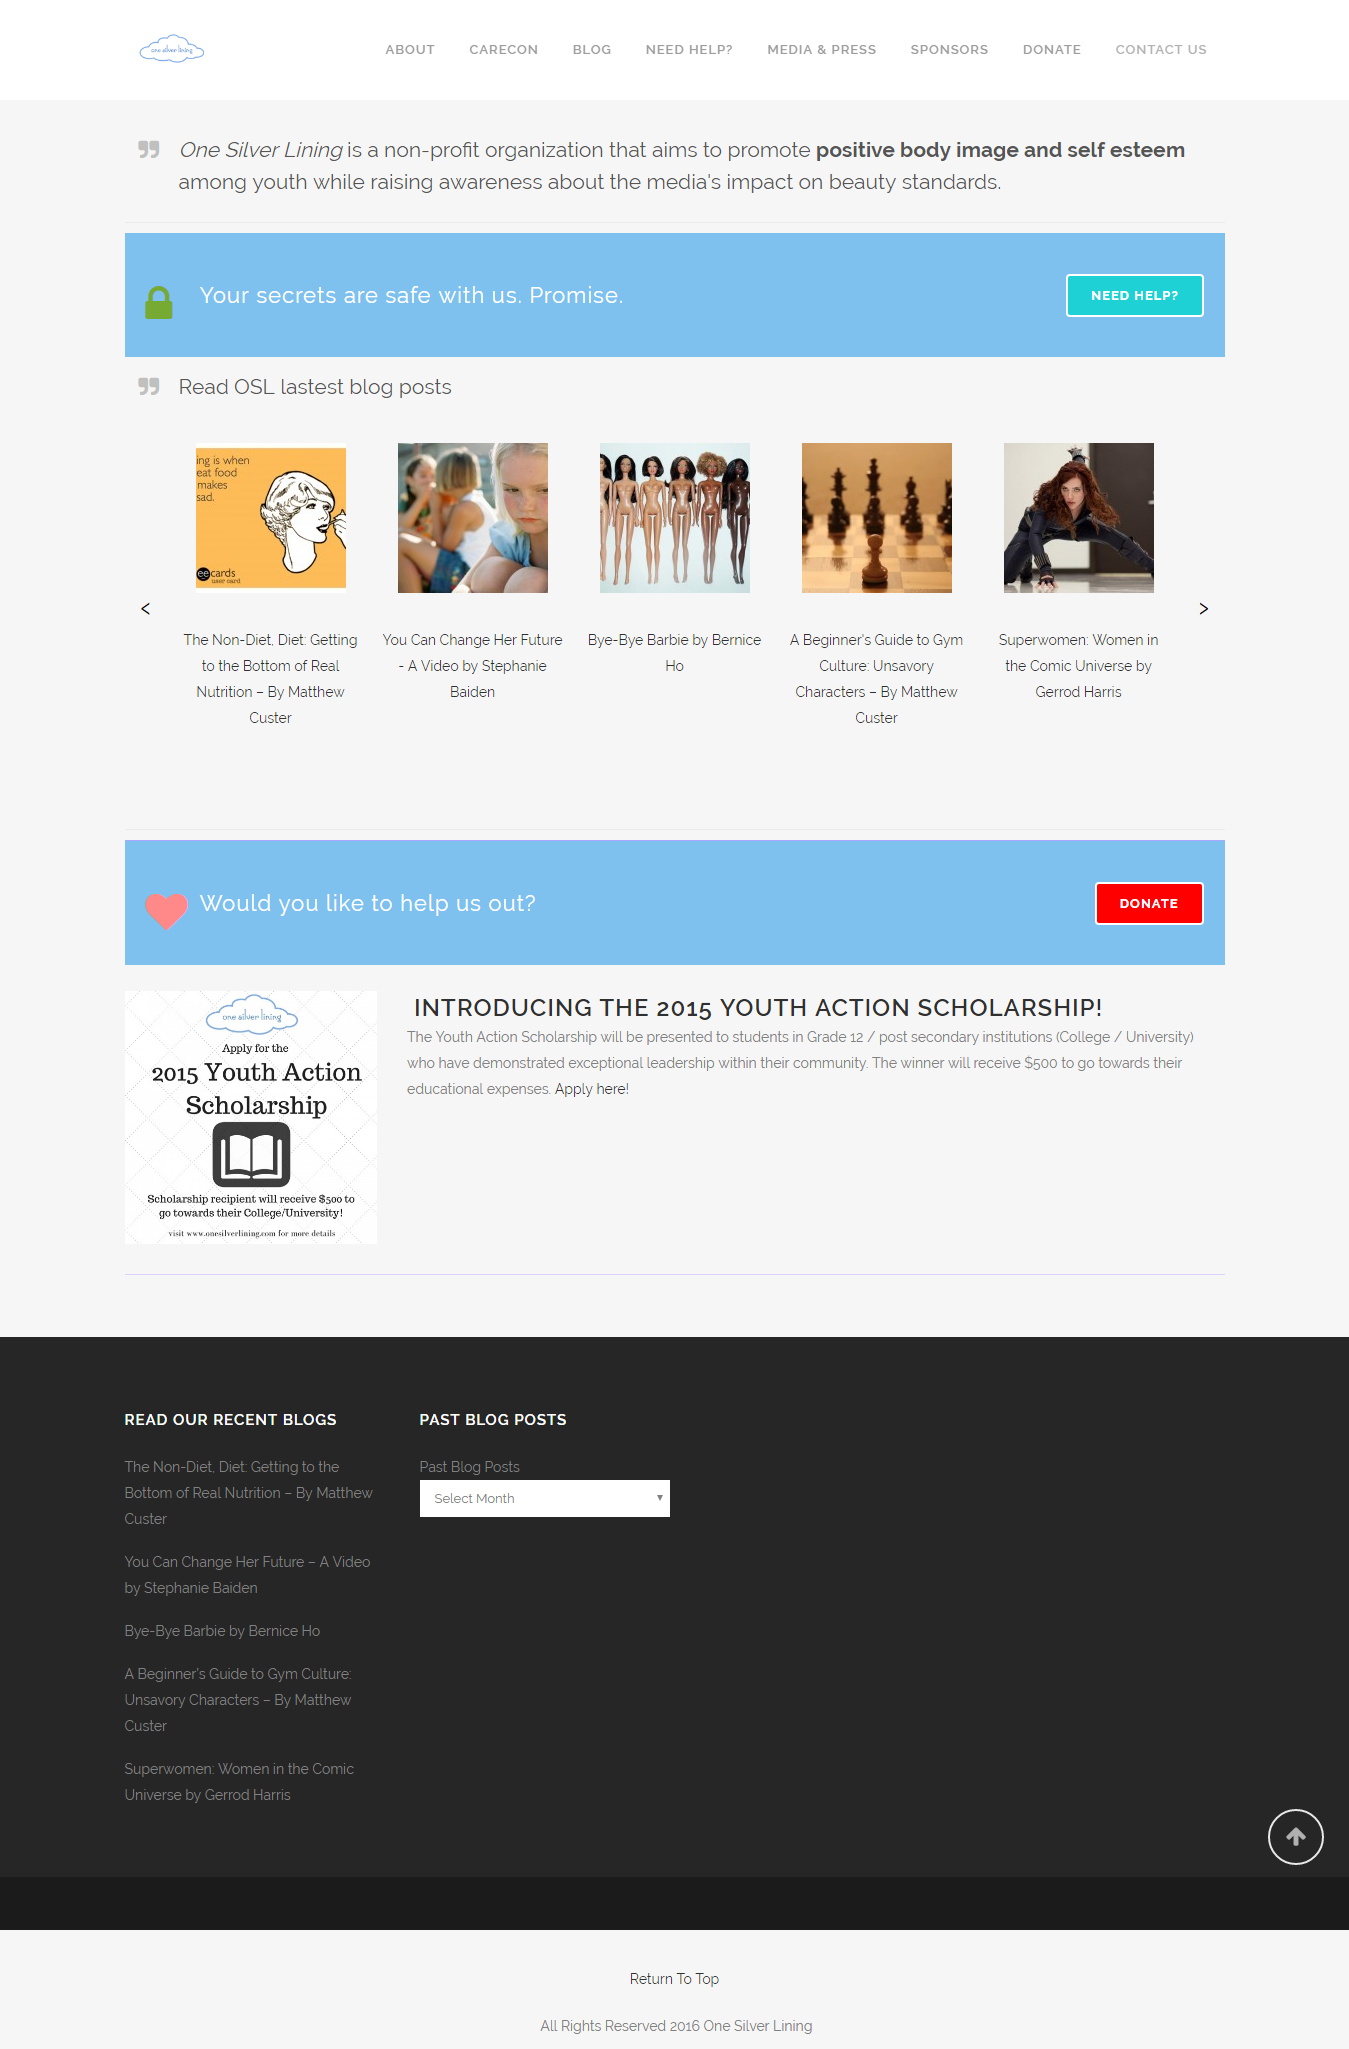 one silver lining
ABOUT CARECON BLOG NEED HELP? MEDIA & PRESS SPONSORS DONATE CONTACT US
One Silver Lining is a non-profit organization that aims to promote positive body image and self esteem
among youth while raising awareness about the media's impact on beauty standards.
Your secrets are safe with us. Promise.
NEED HELP?
Read OSL lastest blog posts
ing is when
eat food
makes
sad.
ee cards
user card
<
>
The Non-Diet, Diet: Getting
to the Bottom of Real
Nutrition – By Matthew
Custer
You Can Change Her Future
- A Video by Stephanie
Baiden
Bye-Bye Barbie by Bernice
Ho
A Beginner's Guide to Gym
Culture: Unsavory
Characters – By Matthew
Custer
Superwomen: Women in
the Comic Universe by
Gerrod Harris
Would you like to help us out?
DONATE
one silver lining
Apply for the
2015 Youth Action
Scholarship
Scholarship recipient will receive $500 to
go towards their College/University!
visit www.onesilverlining.com for more details
INTRODUCING THE 2015 YOUTH ACTION SCHOLARSHIP!
The Youth Action Scholarship will be presented to students in Grade 12 / post secondary institutions (College / University)
who have demonstrated exceptional leadership within their community. The winner will receive $500 to go towards their
educational expenses. Apply here!
READ OUR RECENT BLOGS
The Non-Diet, Diet: Getting to the
Bottom of Real Nutrition – By Matthew
Custer
You Can Change Her Future – A Video
by Stephanie Baiden
Bye-Bye Barbie by Bernice Ho
A Beginner's Guide to Gym Culture:
Unsavory Characters – By Matthew
Custer
Superwomen: Women in the Comic
Universe by Gerrod Harris
PAST BLOG POSTS
Past Blog Posts
Select Month
Return To Top
All Rights Reserved 2016 One Silver Lining